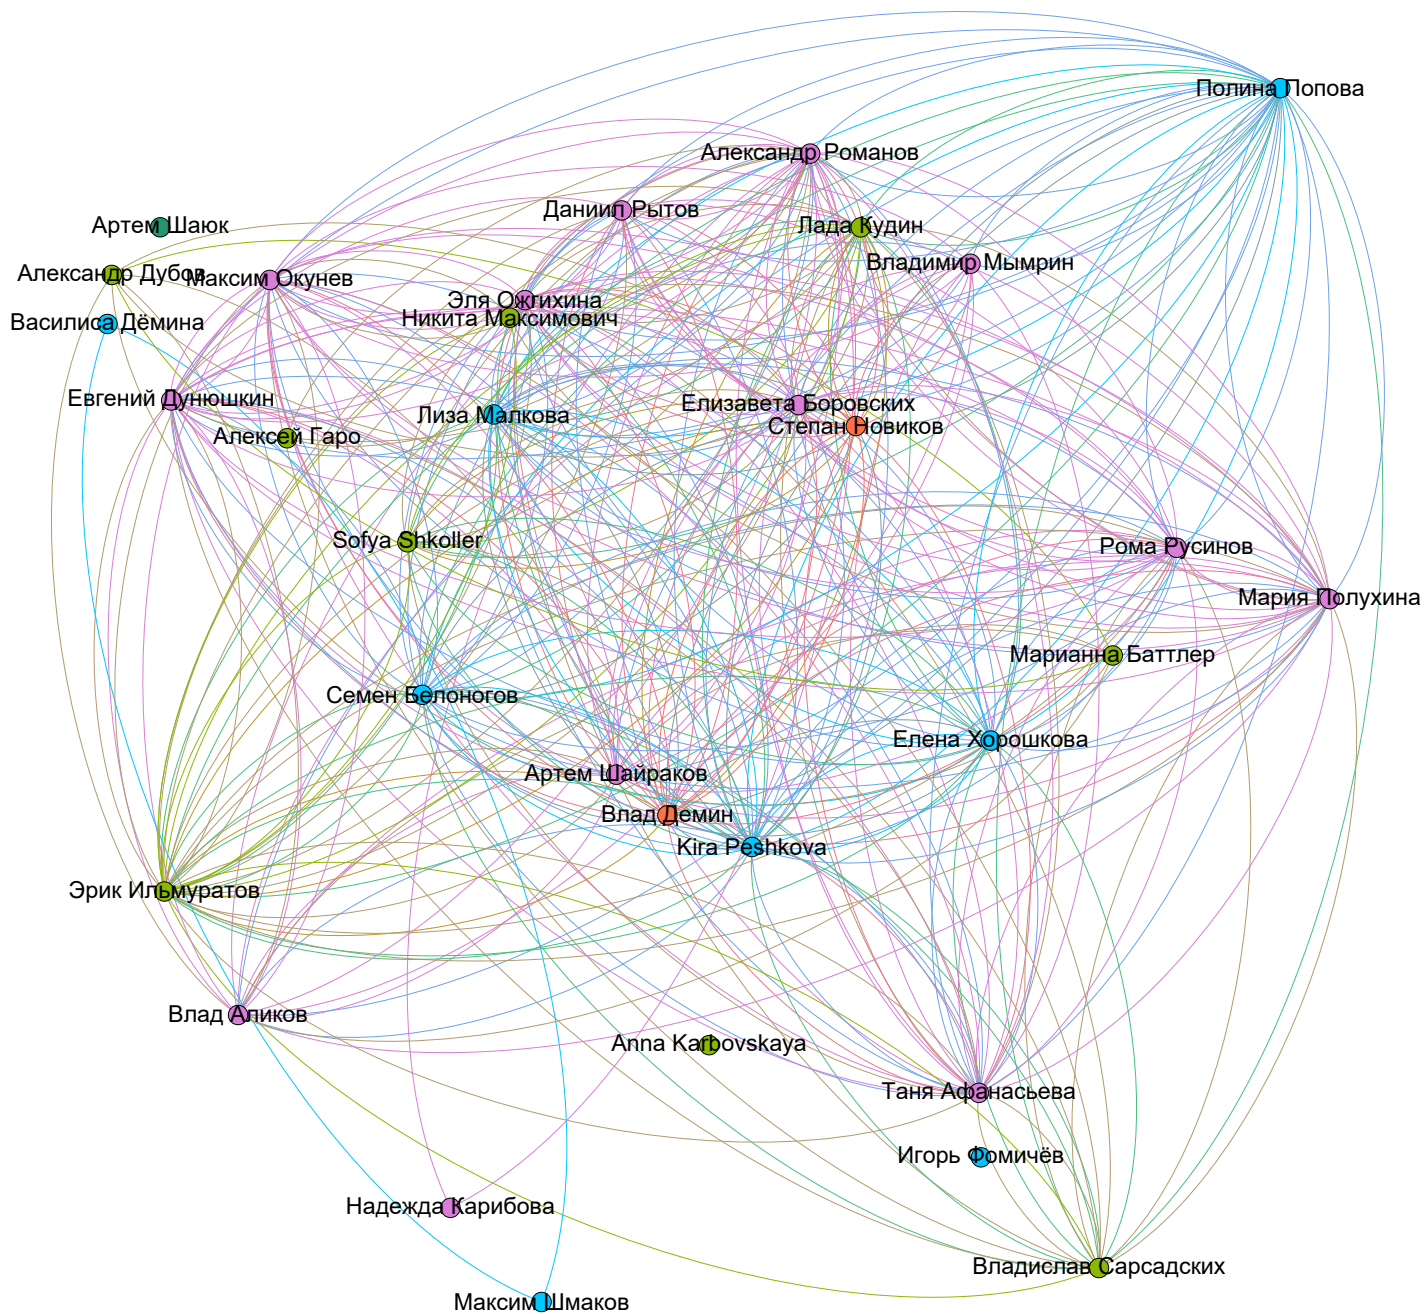 Полина Попова
Александр Романов
Даниил Рытов
Лада Кудин
Артем Шаюк
Владимир Мымрин
Александр Дубов
Максим Окунев
Эля Ожгихина
Никита Максимович
Василиса Дёмина
Евгений Дунюшкин
Елизавета Боровских
Лиза Малкова
Степан Новиков
Алексей Гаро
Sofya Shkoller
Рома Русинов
Мария Полухина
Марианна Баттлер
Семен Белоногов
Елена Хорошкова
Артем Шайраков
Влад Демин
Kira Peshkova
Эрик Ильмуратов
Влад Аликов
Anna Karbovskaya
Таня Афанасьева
Игорь Фомичёв
Надежда Карибова
Владислав Сарсадских
Максим Шмаков